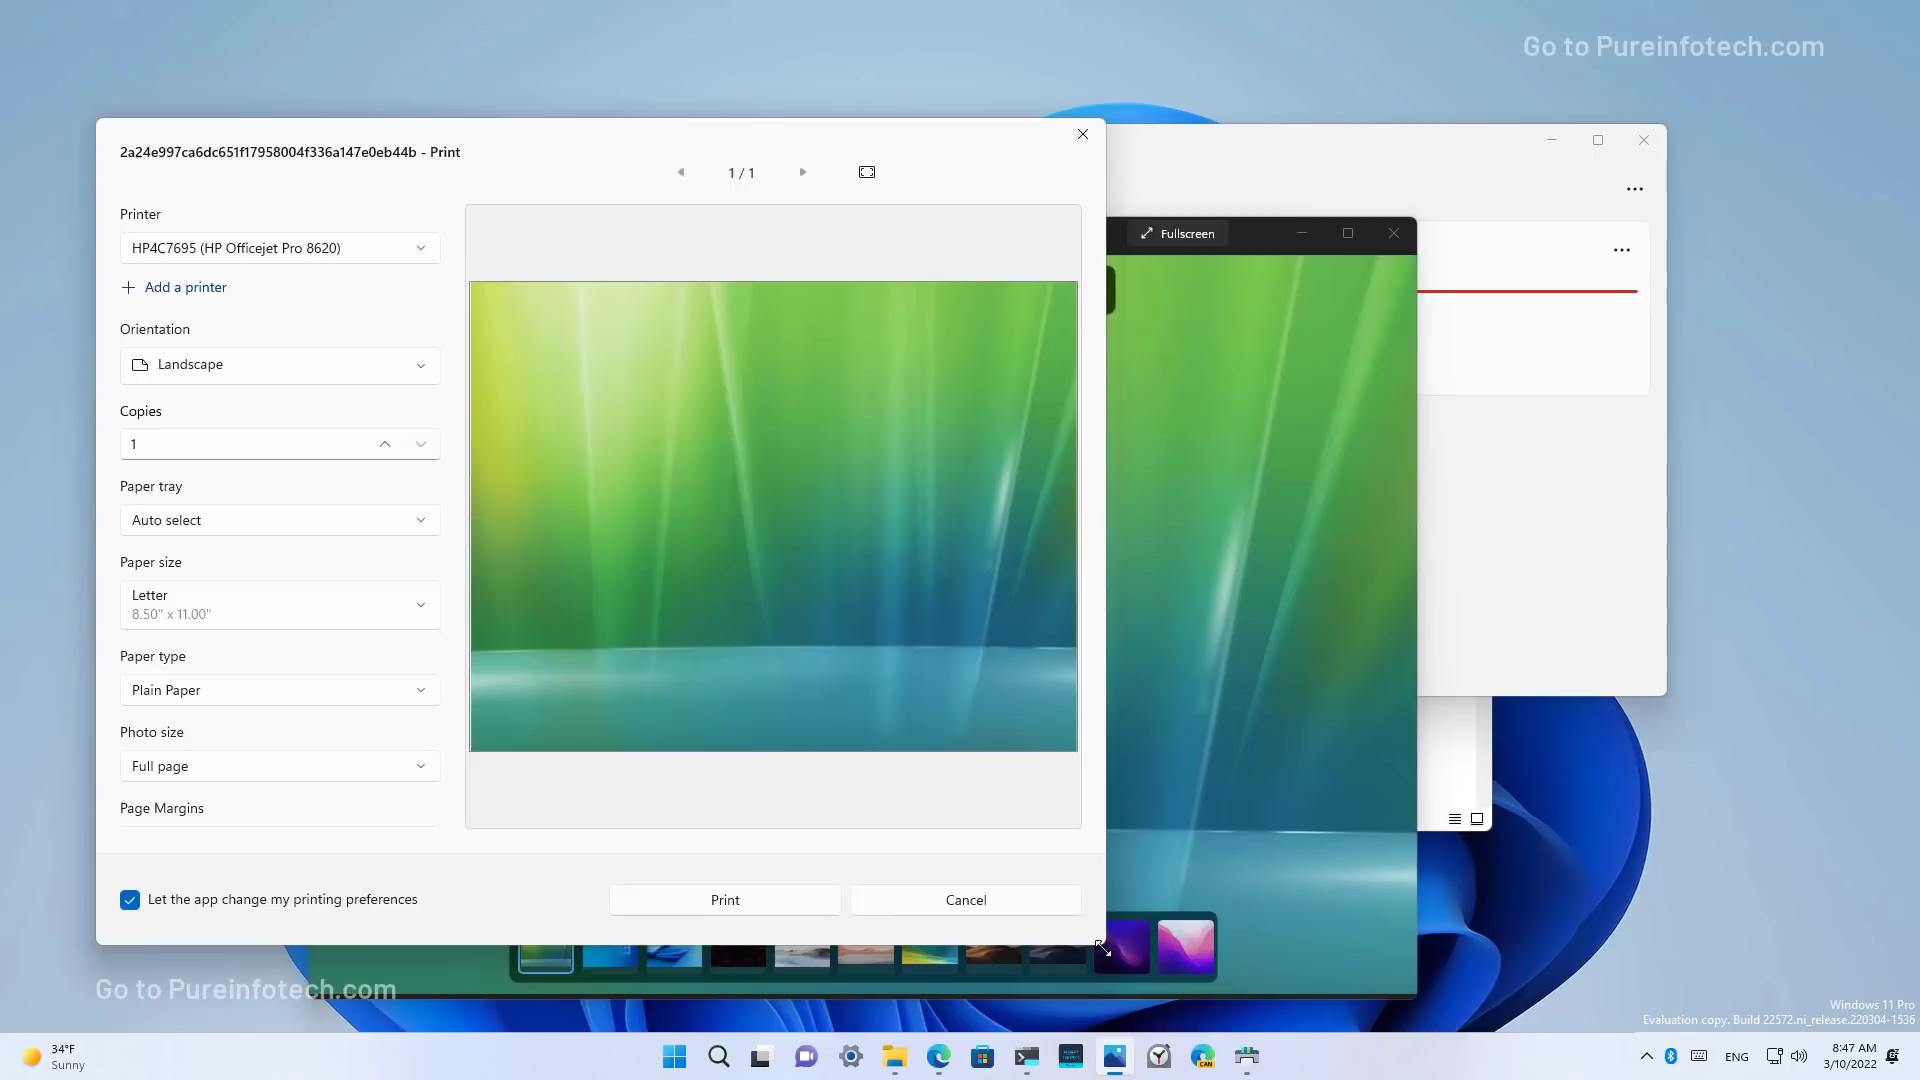 Go to Pureinfotech.com
2a24e997ca6dc651f17958004f336a147e0eb44b - Print
1 / 1
Printer
HP4C7695 (HP Officejet Pro 8620)
Add a printer
Orientation
Landscape
Copies
1
Paper tray
Auto select
Paper size
Letter
8.50" x 11.00"
Paper type
Plain Paper
Photo size
Full page
Page Margins
Let the app change my printing preferences
Print
Cancel
Fullscreen
Go to Pureinfotech.com
Windows 11 Pro
Evaluation copy. Build 22572.ni_release.220304-1536
34°F
Sunny
CAN
ENG
8:47 AM
3/10/2022